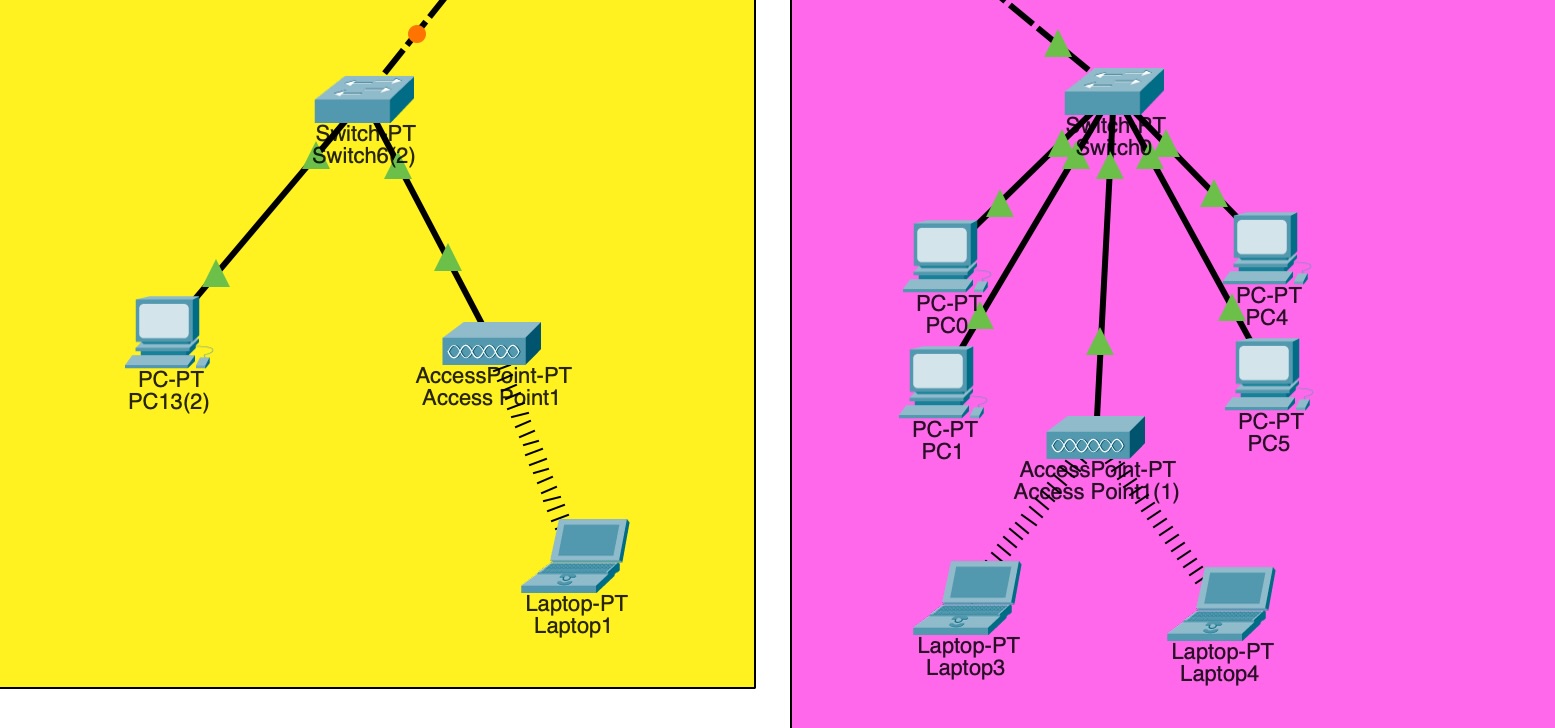 Switch-PT
Switch6(2)
PC-PT
PC13(2)
AccessPoint-PT
Access Point1
Laptop-PT
Laptop1
Switch-PT
Switch0
PC-PT
PC0
PC-PT
PC4
PC-PT
PC1
PC-PT
PC5
AccessPoint-PT
Access Point1(1)
Laptop-PT
Laptop3
Laptop-PT
Laptop4